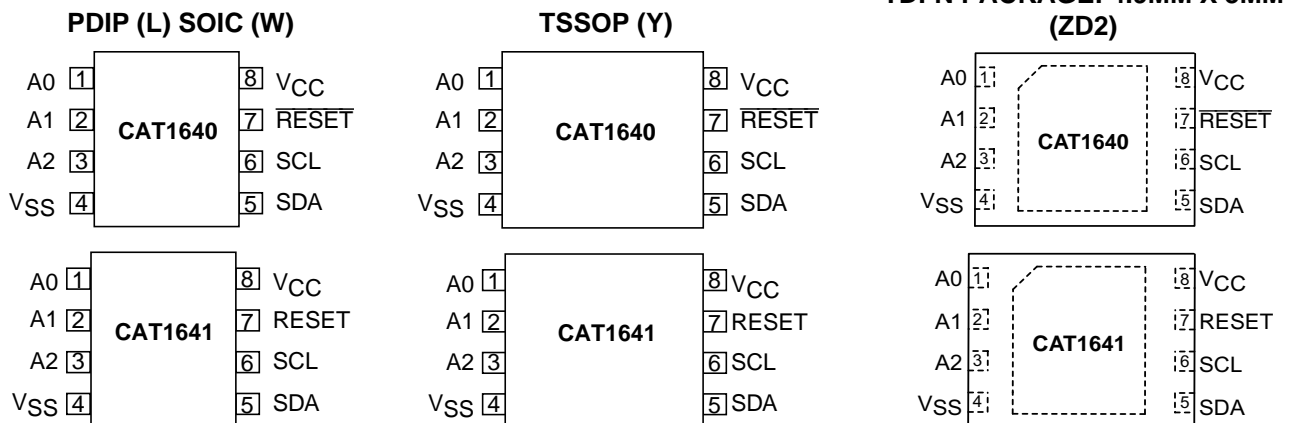 PDIP (L) SOIC (W)
A0 1 8 VCC
A1 2 CAT1640 7 RESET
A2 3 6 SCL
VSS 4 5 SDA
A0 1 8 VCC
A1 2 CAT1641 7 RESET
A2 3 6 SCL
VSS 4 5 SDA
TSSOP (Y)
A0 1 8 VCC
A1 2 CAT1640 7 RESET
A2 3 6 SCL
VSS 4 5 SDA
A0 1 8 VCC
A1 2 CAT1641 7 RESET
A2 3 6 SCL
VSS 4 5 SDA
(ZD2)
A0 1 8 VCC
A1 2 CAT1640 7 RESET
A2 3 6 SCL
VSS 4 5 SDA
A0 1 8 VCC
A1 2 CAT1641 7 RESET
A2 3 6 SCL
VSS 4 5 SDA